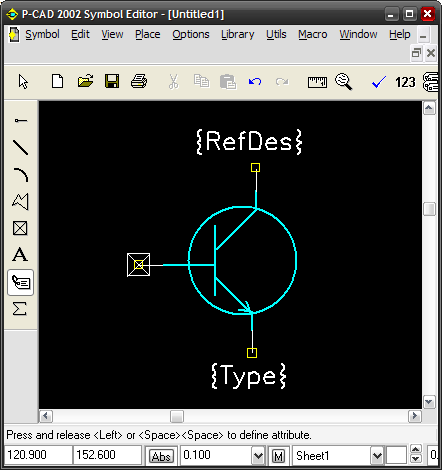 P-CAD 2002 Symbol Editor - [Untitled1]
Symbol Edit View Place Options Library Utils Macro Window Help
123
{RefDes}
A
Σ
{Type}
Press and release <Left> or <Space><Space> to define attribute.
120.900 152.600 Abs 0.100 M Sheet1